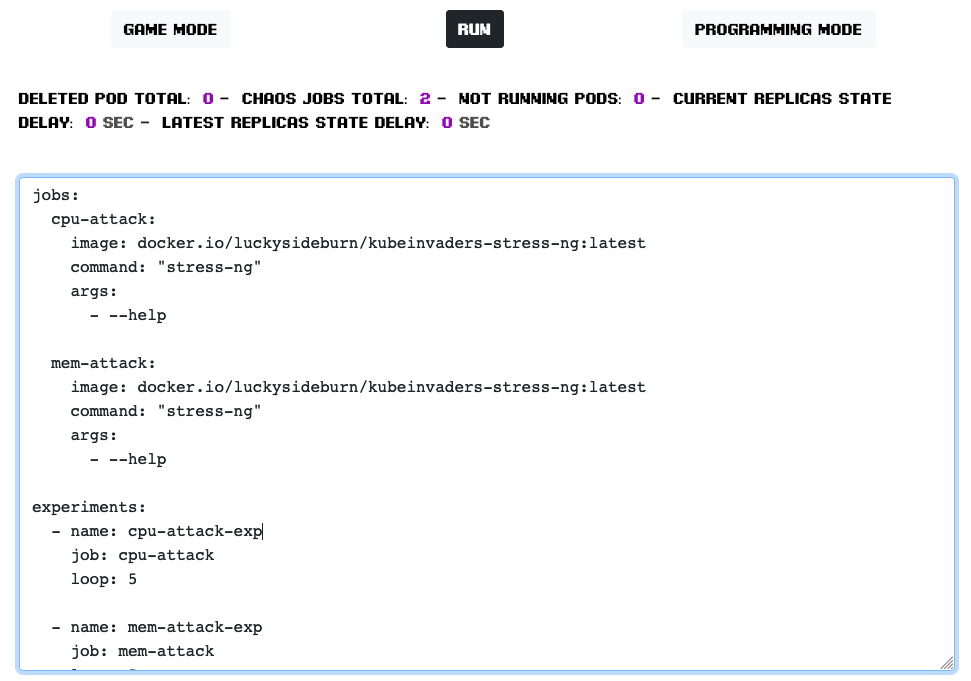 GAME MODE
RUN
PROGRAMMING MODE
DELETED POD TOTAL: 0 - CHAOS JOBS TOTAL: 2 - NOT RUNNING PODS: 0 - CURRENT REPLICAS STATE
DELAY: 0 SEC - LATEST REPLICAS STATE DELAY: 0 SEC
jobs:
  cpu-attack:
    image: docker.io/luckysideburn/kubeinvaders-stress-ng:latest
    command: "stress-ng"
    args:
      - --help

  mem-attack:
    image: docker.io/luckysideburn/kubeinvaders-stress-ng:latest
    command: "stress-ng"
    args:
      - --help

experiments:
  - name: cpu-attack-exp
    job: cpu-attack
    loop: 5

  - name: mem-attack-exp
    job: mem-attack